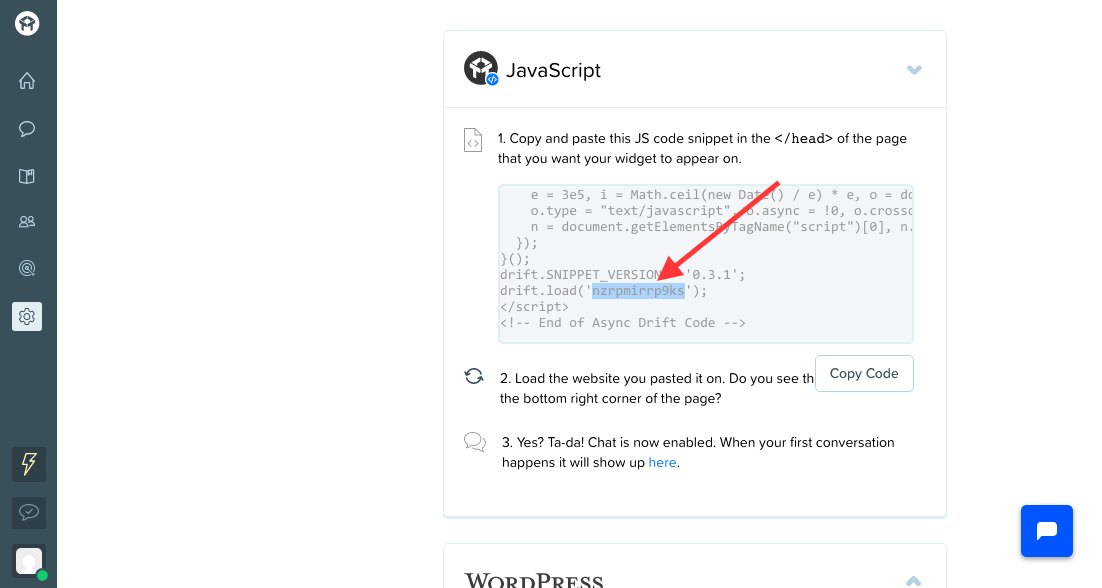 JavaScript
1. Copy and paste this JS code snippet in the </head> of the page
that you want your widget to appear on.
e = 3e5, i = Math.ceil(new Date() / e) * e, o = do
o.type = "text/javascript", o.async = !0, o.crosso
n = document.getElementsByTagName("script")[0], n.
});
}();
drift.SNIPPET_VERSION = '0.3.1';
drift.load('nzrpmirrp9ks');
</script>
<!-- End of Async Drift Code -->
Copy Code
2. Load the website you pasted it on. Do you see th
the bottom right corner of the page?
3. Yes? Ta-da! Chat is now enabled. When your first conversation
happens it will show up here.
WORDPRESS